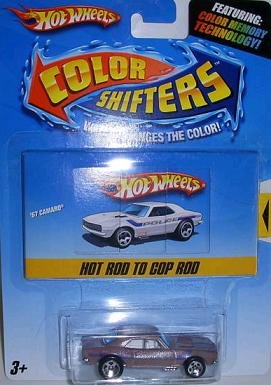 Hot Wheels
FEATURING:
COLOR MEMORY
TECHNOLOGY!
COLOR
SHIFTERS™
CHANGES THE COLOR!
Hot Wheels
'67 CAMARO
POLICE
HOT ROD TO COP ROD
3+